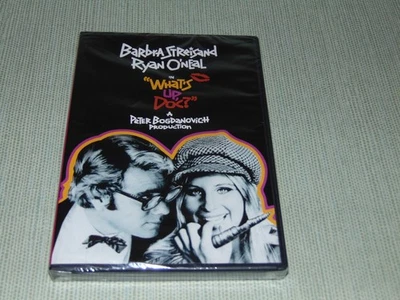 Barbra Streisand
Ryan O'Neal
IN
"What's
Up,
Doc?"
A
Peter Bogdanovich
Production